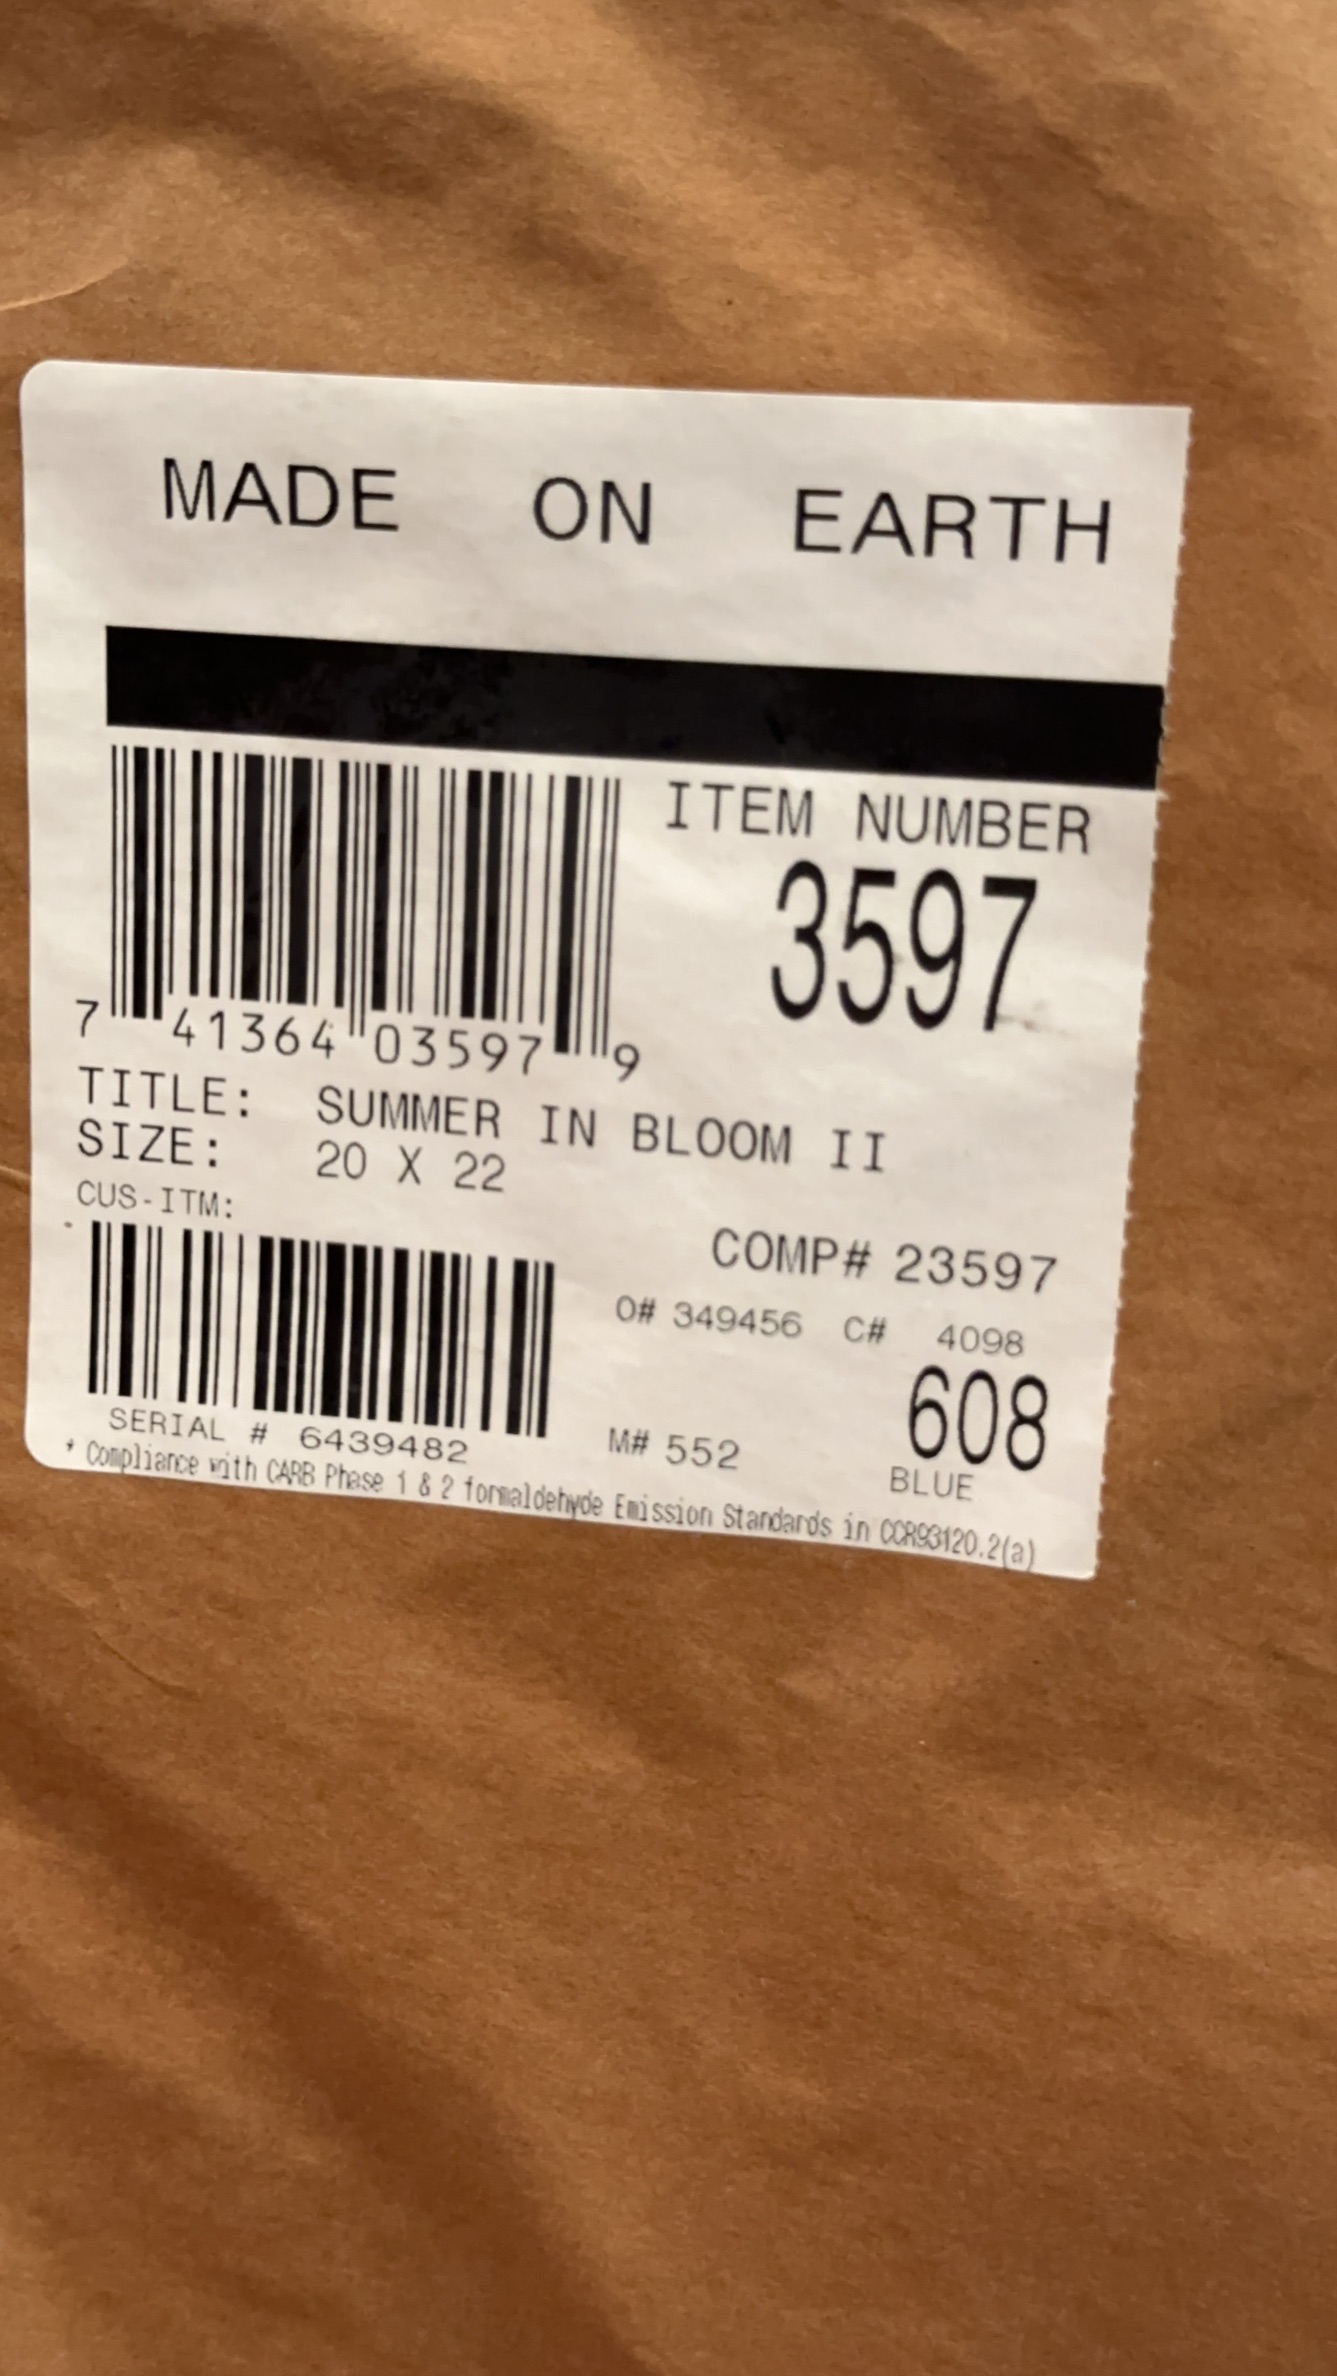 MADE ON EARTH
ITEM NUMBER
3597
7 41364 03597 9
TITLE: SUMMER IN BLOOM II
SIZE: 20 X 22
CUS-ITM:
COMP# 23597
O# 349456 C# 4098
608
SERIAL # 6439482 M# 552
BLUE
* Compliance with CARB Phase 1 & 2 formaldehyde Emission Standards in CCR93120.2(a)